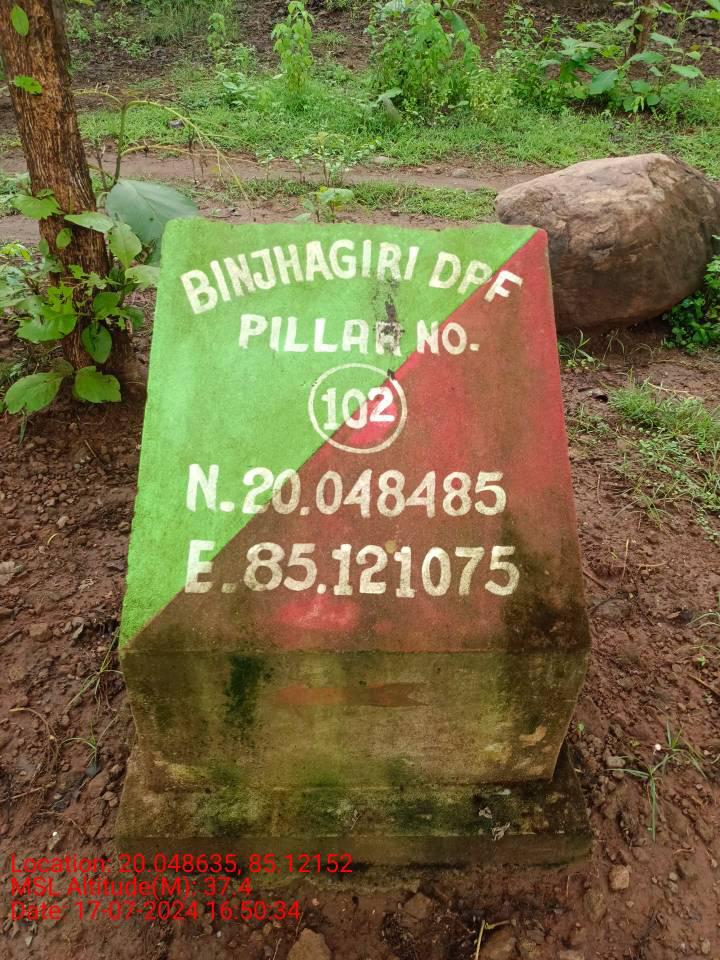 BINJHAGIRI DPF
PILLAR NO.
102
N.20.048485
E.85.121075
Location: 20.048635, 85.12152
MSL Altitude(M): 37.4
Date: 17-07-2024 16:50:34